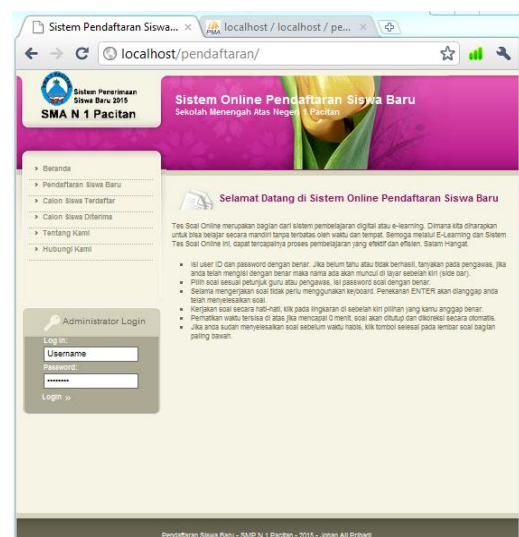 Sistem Pendaftaran Siswa...
localhost / localhost / pe...
localhost/pendaftaran/
Sistem Penerimaan
Siswa Baru 2015
SMA N 1 Pacitan
Sistem Online Pendaftaran Siswa Baru
Sekolah Menengah Atas Negeri 1 Pacitan
Beranda
Pendaftaran Siswa Baru
Calon Siswa Terdaftar
Calon Siswa Diterima
Tentang Kami
Hubungi Kami
Administrator Login
Log in:
Username
Password:
••••••••
Login »
Selamat Datang di Sistem Online Pendaftaran Siswa Baru
Tes Soal Online merupakan bagian dari sistem pembelajaran digital atau e-learning. Dimana kita diharapkan
untuk bisa belajar secara mandiri tanpa terbatas oleh waktu dan tempat. Semoga melalui E-Learning dan Sistem
Tes Soal Online ini, dapat tercapainya proses pembelajaran yang efektif dan efisien. Salam Hangat.
Isi user ID dan password dengan benar. Jika belum tahu atau tidak berhasil, tanyakan pada pengawas, jika
anda telah mengisi dengan benar maka nama ada akan muncul di layar sebelah kiri (side bar).
Pilih soal sesuai petunjuk guru atau pengawas, isi password soal dengan benar.
Selama mengerjakan soal tidak perlu menggunakan keyboard. Penekanan ENTER akan dianggap anda
telah menyelesaikan soal.
Kerjakan soal secara hati-hati, klik pada lingkaran di sebelah kiri pilihan yang kamu anggap benar.
Perhatikan waktu tersisa di atas jika mencapai 0 menit, soal akan ditutup dan dikoreksi secara otomatis.
Jika anda sudah menyelesaikan soal sebelum waktu habis, klik tombol selesai pada lembar soal bagian
paling bawah.
Pendaftaran Siswa Baru - SMP N 1 Pacitan - 2015 - Johan Ali Pribadi